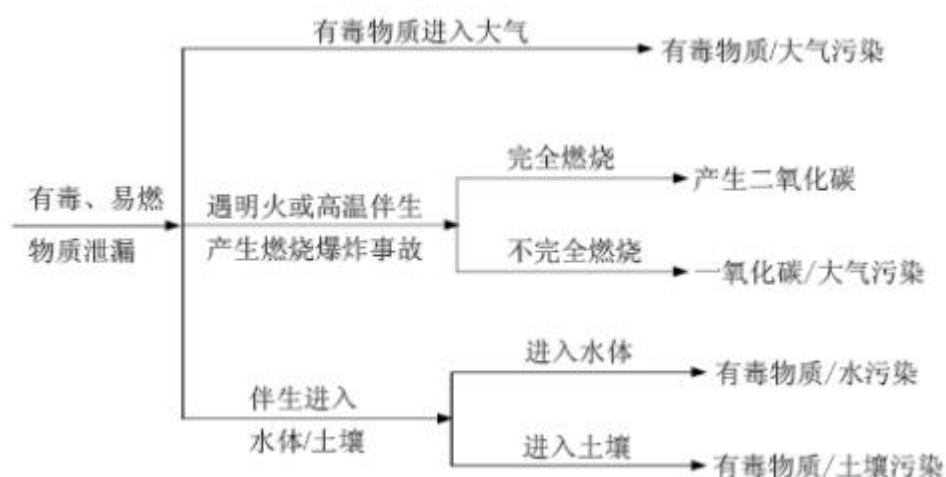 有毒物质进入大气
有毒物质/大气污染
完全燃烧
产生二氧化碳
有毒、易燃
物质泄漏
遇明火或高温伴生
产生燃烧爆炸事故
不完全燃烧
一氧化碳/大气污染
进入水体
有毒物质/水污染
伴生进入
水体/土壤
进入土壤
有毒物质/土壤污染